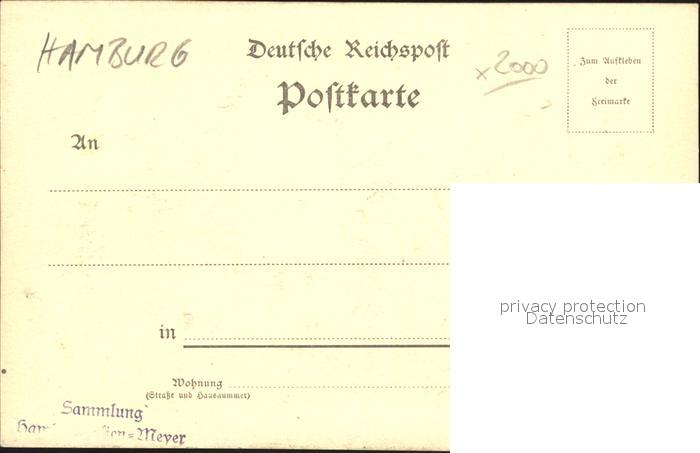 HAMBURG
Deutsche Reichspost
x 2000
Postkarte
Zum Aufkleben
der
Freimarke
An
in
Wohnung
(Straße und Hausnummer)
privacy protection
Datenschutz
Sammlung
=Meyer